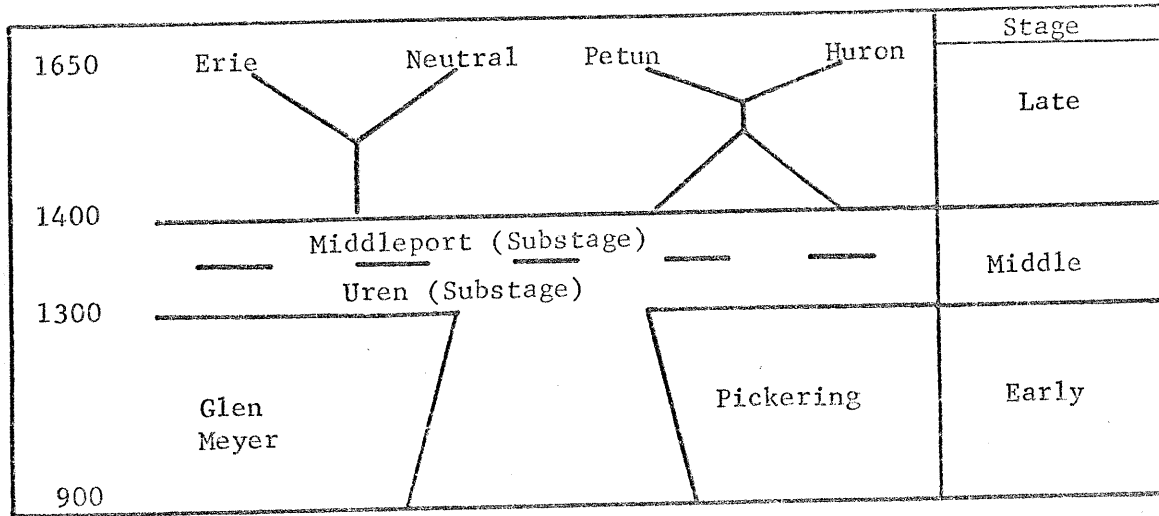 Stage
1650 Erie Neutral Petun Huron
Late
1400
Middleport (Substage)
Middle
Uren (Substage)
1300
Pickering Early
Glen
Meyer
900